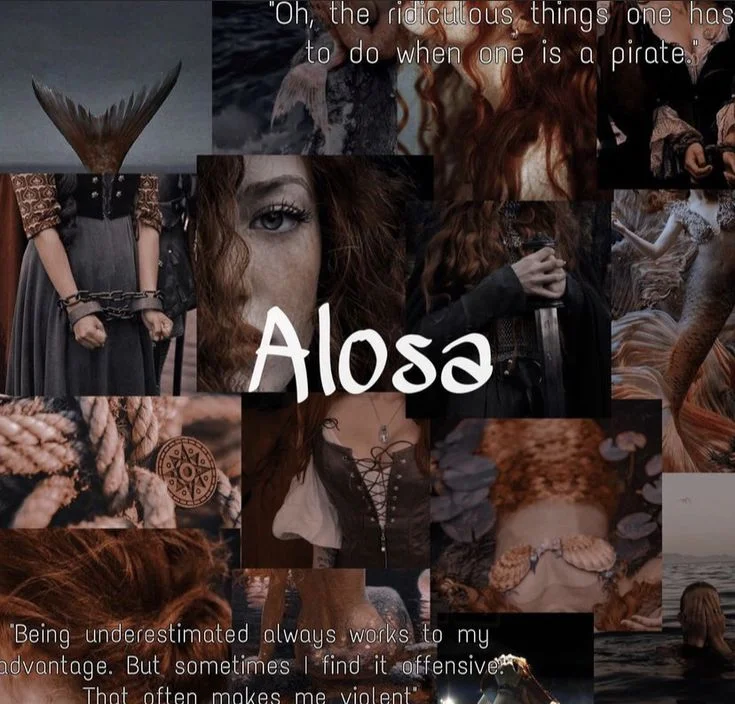 "Oh, the ridiculous things one has
to do when one is a pirate."
Alosa
"Being underestimated always works to my
advantage. But sometimes I find it offensive.
That often makes me violent"